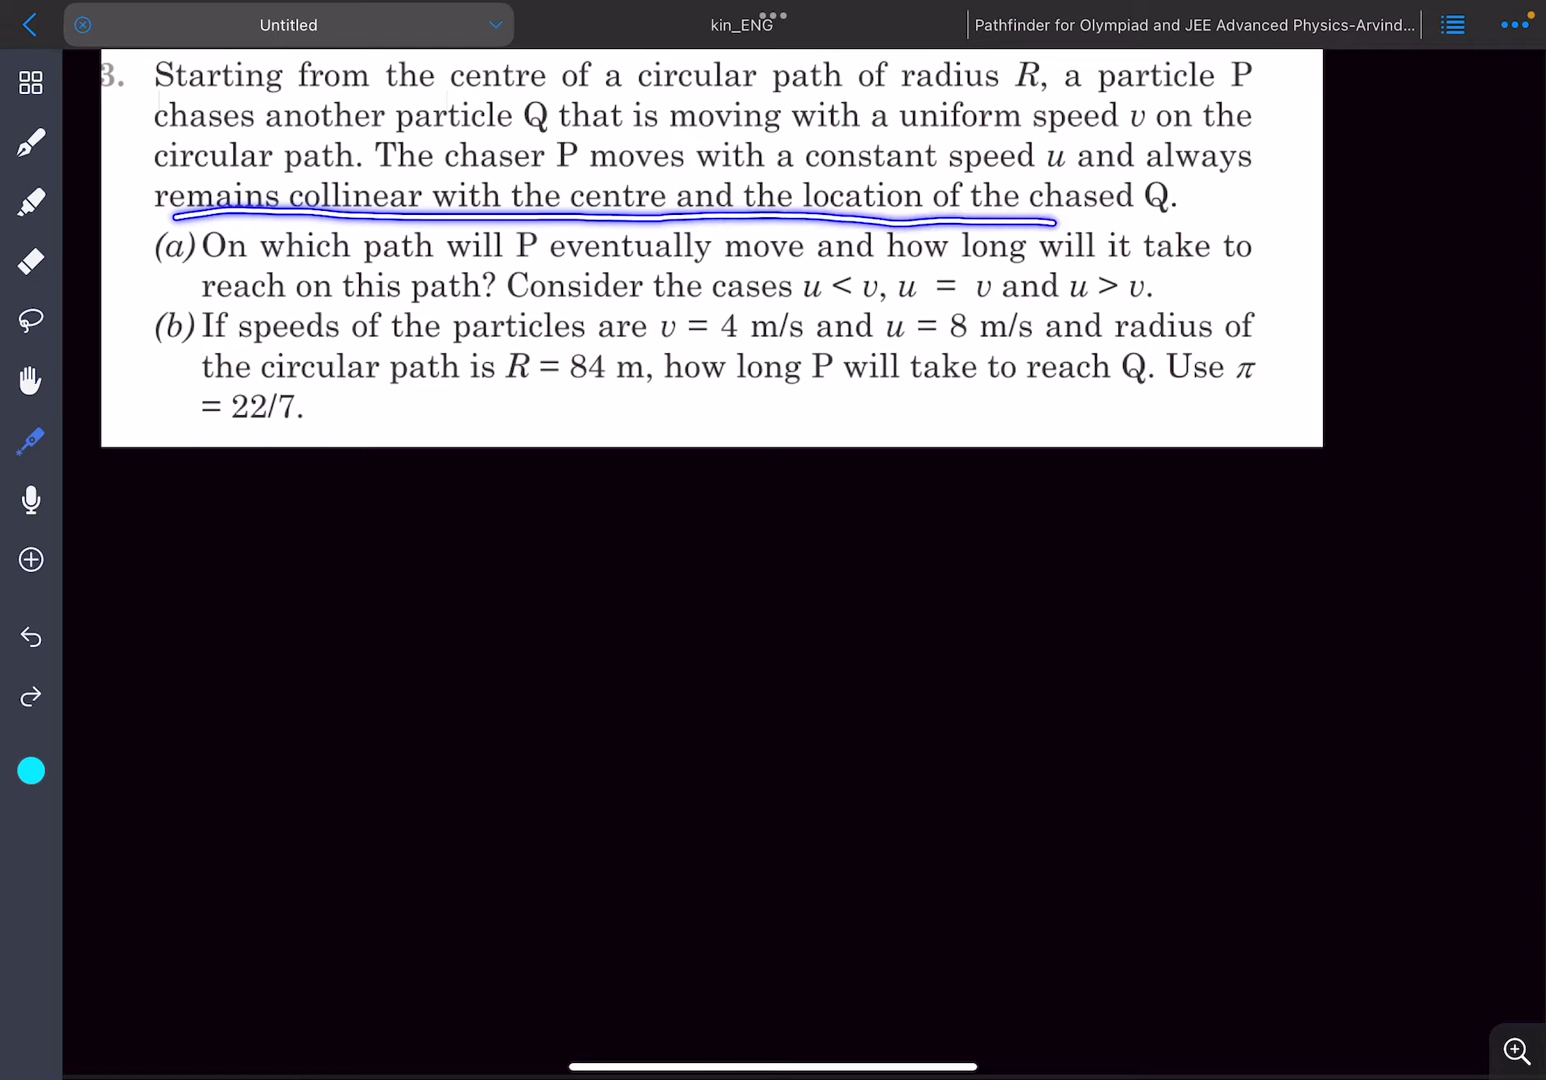 Untitled
kin_ENG
Pathfinder for Olympiad and JEE Advanced Physics-Arvind...
3. Starting from the centre of a circular path of radius R, a particle P
chases another particle Q that is moving with a uniform speed v on the
circular path. The chaser P moves with a constant speed u and always
remains collinear with the centre and the location of the chased Q.
(a) On which path will P eventually move and how long will it take to
reach on this path? Consider the cases u < v, u = v and u > v.
(b) If speeds of the particles are v = 4 m/s and u = 8 m/s and radius of
the circular path is R = 84 m, how long P will take to reach Q. Use π
= 22/7.